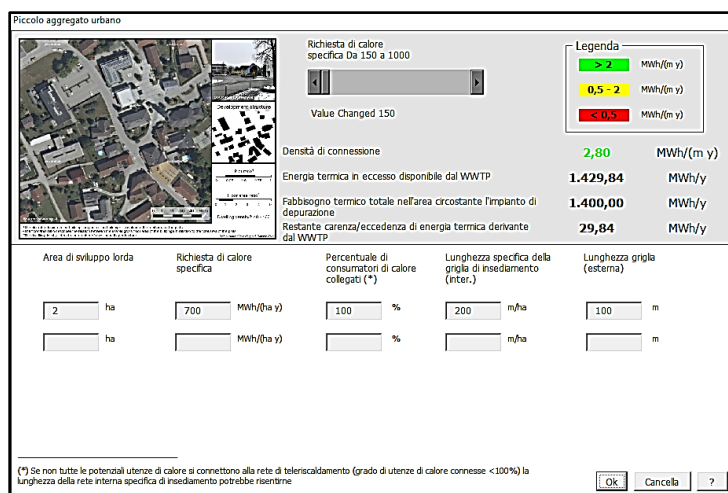 Piccolo aggregato urbano
Richiesta di calore
specifica Da 150 a 1000
Value Changed 150
Legenda
> 2 MWh/(m y)
0,5 - 2 MWh/(m y)
< 0,5 MWh/(m y)
Development structure
Densità di connessione 2,80 MWh/(m y)
Energia termica in eccesso disponibile dal WWTP 1.429,84 MWh/y
Fabbisogno termico totale nell'area circostante l'impianto di
depurazione 1.400,00 MWh/y
Restante carenza/eccedenza di energia termica derivante
dal WWTP 29,84 MWh/y
Area di sviluppo lorda
Richiesta di calore
specifica
Percentuale di
consumatori di calore
collegati (*)
Lunghezza specifica della
griglia di insediamento
(inter.)
Lunghezza griglia
(esterna)
2 ha 700 MWh/(ha y) 100 % 200 m/ha 100 m
ha MWh/(ha y) % m/ha m
(*) Se non tutte le potenziali utenze di calore si connettono alla rete di teleriscaldamento (grado di utenze di calore connesse <100%) la
lunghezza della rete interna specifica di insediamento potrebbe risentirne
Ok Cancella ?